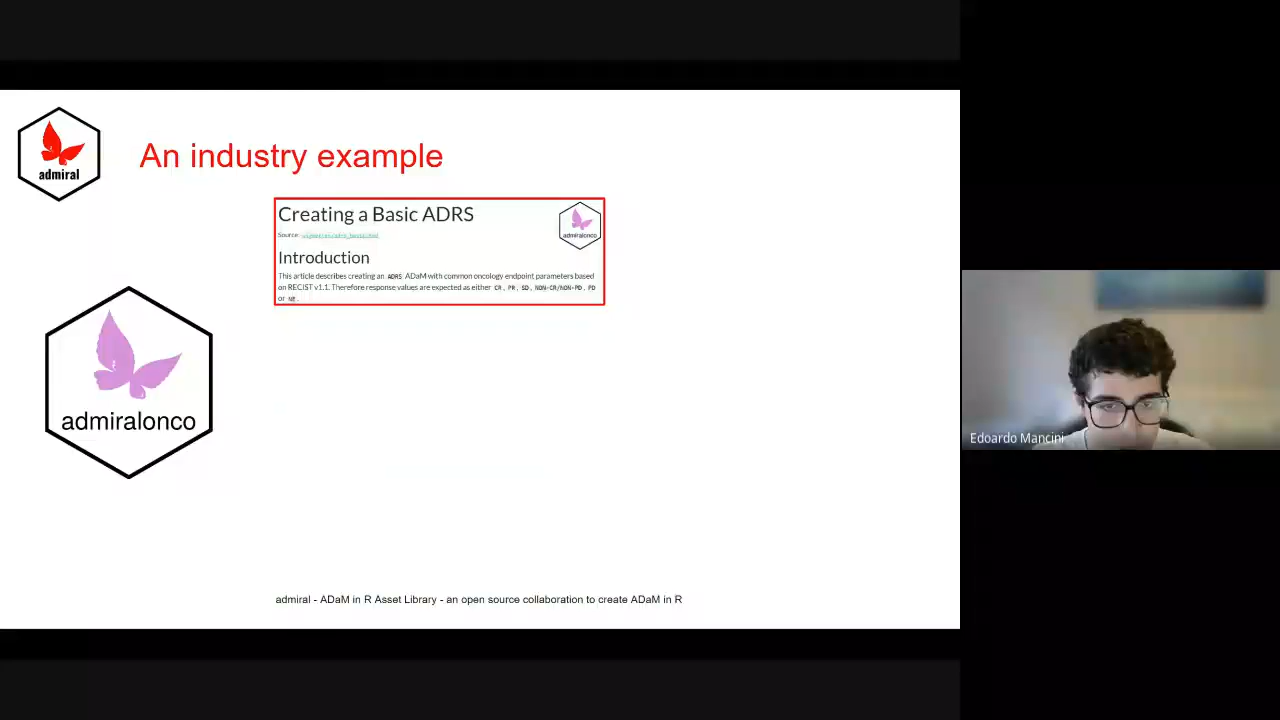 admiral
An industry example
Creating a Basic ADRS
admiralonco
Source:
Introduction
This article describes creating an ADRS ADaM with common oncology endpoint parameters based
on RECIST v1.1. Therefore response values are expected as either CR, PR, SD, NON-CR/NON-PD, PD
or NE.
admiralonco
Edoardo Mancini
admiral - ADaM in R Asset Library - an open source collaboration to create ADaM in R